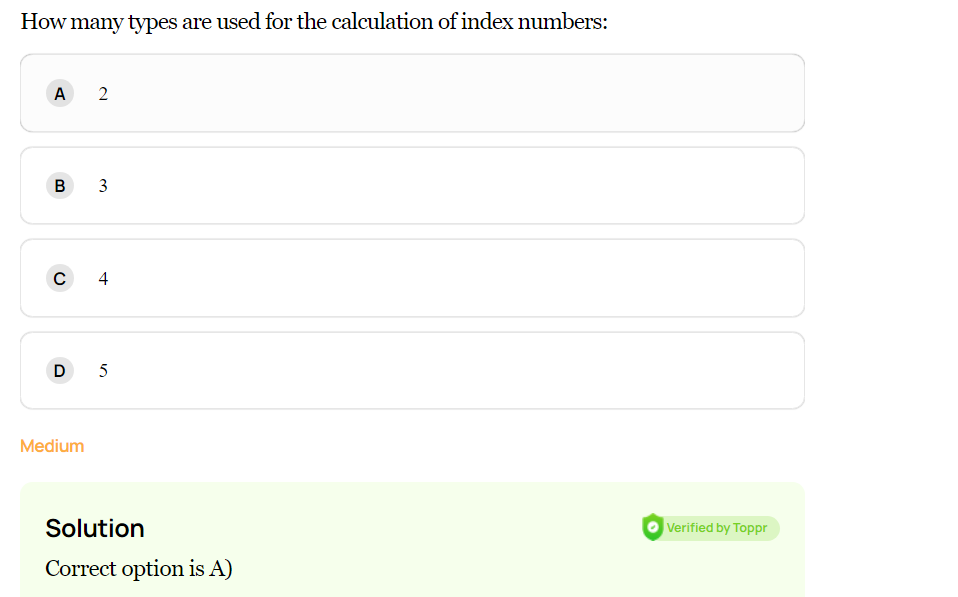 How many types are used for the calculation of index numbers:
A 2
B 3
C 4
D 5
Medium
Solution
Verified by Toppr
Correct option is A)